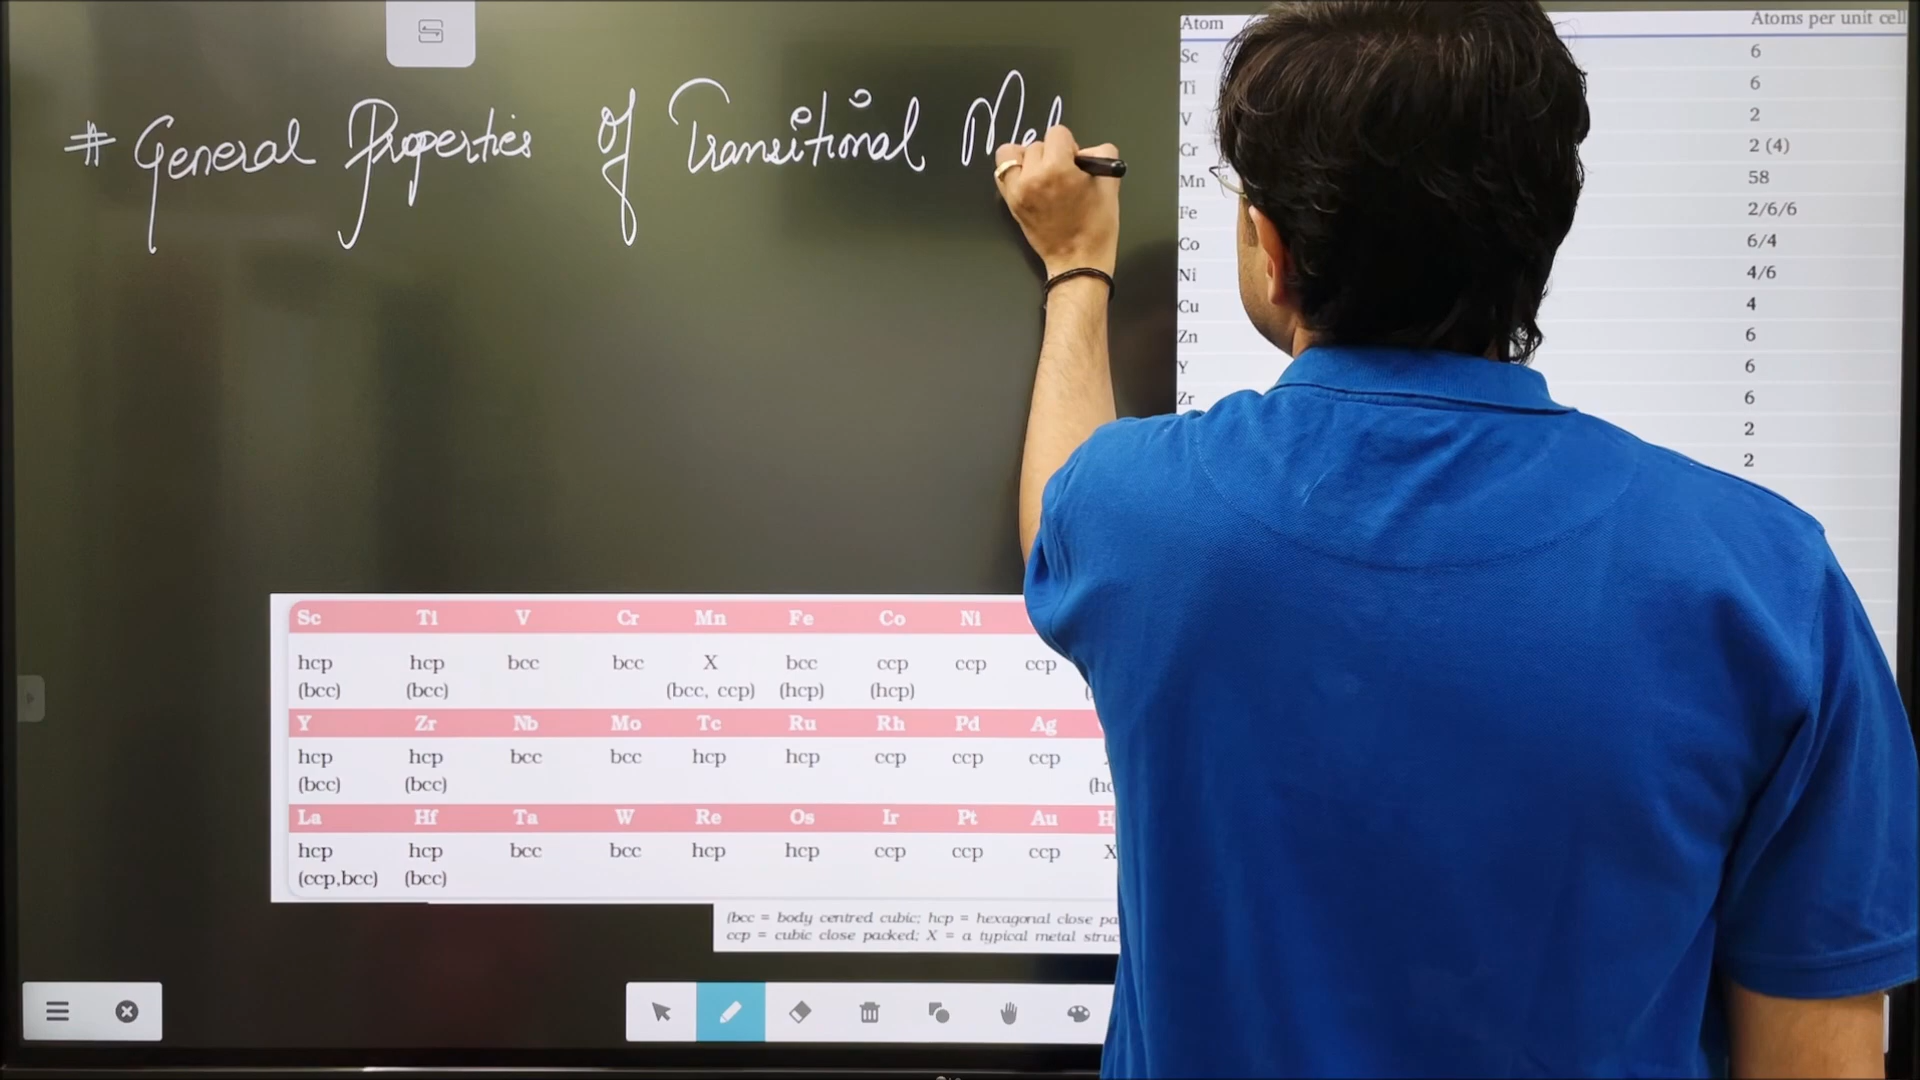 # General Properties Of Transitional Met
Atom Atoms per unit cell
Sc 6
Ti 6
V 2
Cr 2 (4)
Mn 58
Fe 2/6/6
Co 6/4
Ni 4/6
Cu 4
Zn 6
Y 6
Zr 6
2
2
Sc Ti V Cr Mn Fe Co Ni
hcp hcp bcc bcc X bcc ccp ccp ccp
(bcc) (bcc) (bcc, ccp) (hcp) (hcp)
Y Zr Nb Mo Tc Ru Rh Pd Ag
hcp hcp bcc bcc hcp hcp ccp ccp ccp
(bcc) (bcc)
La Hf Ta W Re Os Ir Pt Au
hcp hcp bcc bcc hcp hcp ccp ccp ccp X
(ccp,bcc) (bcc)
(bcc = body centred cubic; hcp = hexagonal close pa
ccp = cubic close packed; X = a typical metal struc